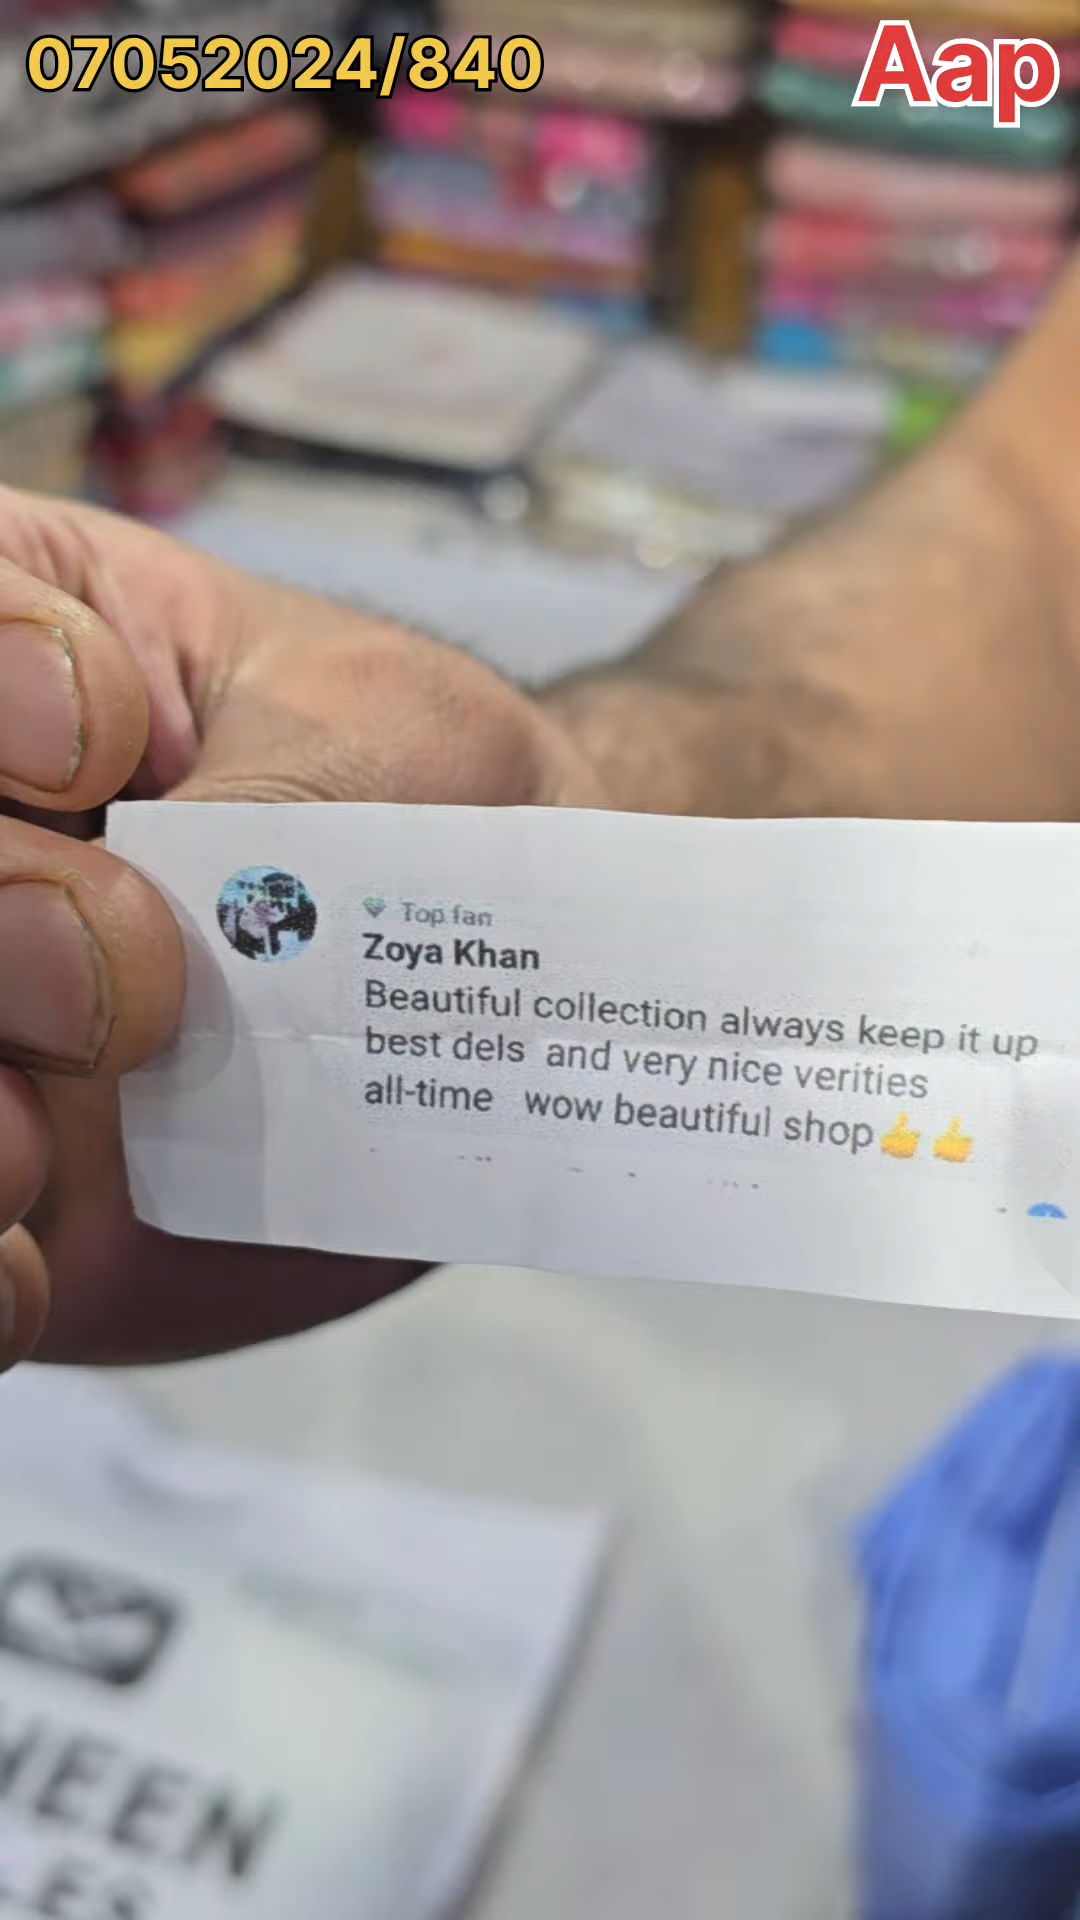 07052024/840
Aap
Top fan
Zoya Khan
Beautiful collection always keep it up
best dels and very nice verities
all-time wow beautiful shop👍👍